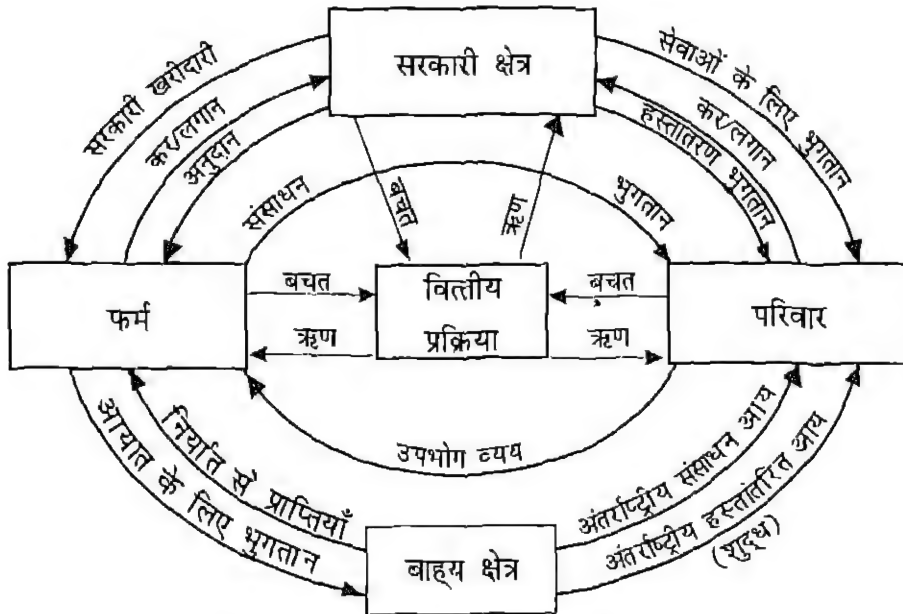 सरकारी क्षेत्र
सरकारी खरीदारी
कर/लगान
अनुदान
सेवाओं के लिए भुगतान
कर/लगान
हस्तांतरण भुगतान
संसाधन
भुगतान
बचत
ऋण
फर्म
बचत
ऋण
वित्तीय
प्रक्रिया
बचत
ऋण
परिवार
उपभोग व्यय
निर्यात से प्राप्तियाँ
आयात के लिए भुगतान
बाह्य क्षेत्र
अंतर्राष्ट्रीय संसाधन आय
अंतर्राष्ट्रीय हस्तांतरित आय
(शुद्ध)